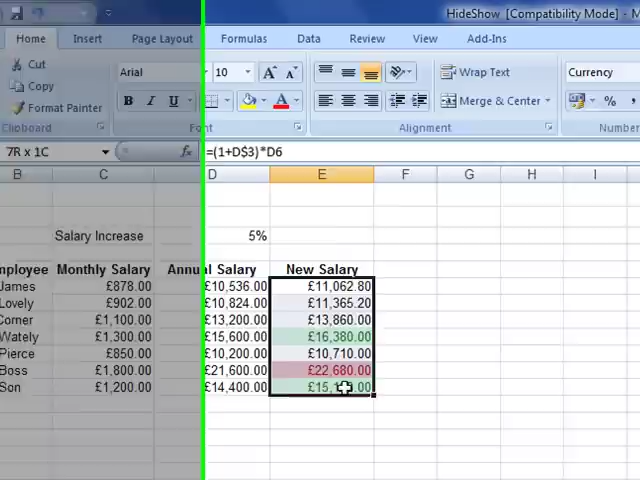 HideShow [Compatibility Mode] - M
Home Insert Page Layout Formulas Data Review View Add-Ins
Cut
Copy
Format Painter
Clipboard
Arial 10 A A
B I U A
Font
Wrap Text
Merge & Center
Alignment
Currency
% ,
Number
7R x 1C fx =(1+D$3)*D6
B C D E F G H I
Salary Increase 5%
mployee Monthly Salary Annual Salary New Salary
James £878.00 £10,536.00 £11,062.80
Lovely £902.00 £10,824.00 £11,365.20
Corner £1,100.00 £13,200.00 £13,860.00
Wately £1,300.00 £15,600.00 £16,380.00
Pierce £850.00 £10,200.00 £10,710.00
Boss £1,800.00 £21,600.00 £22,680.00
Son £1,200.00 £14,400.00